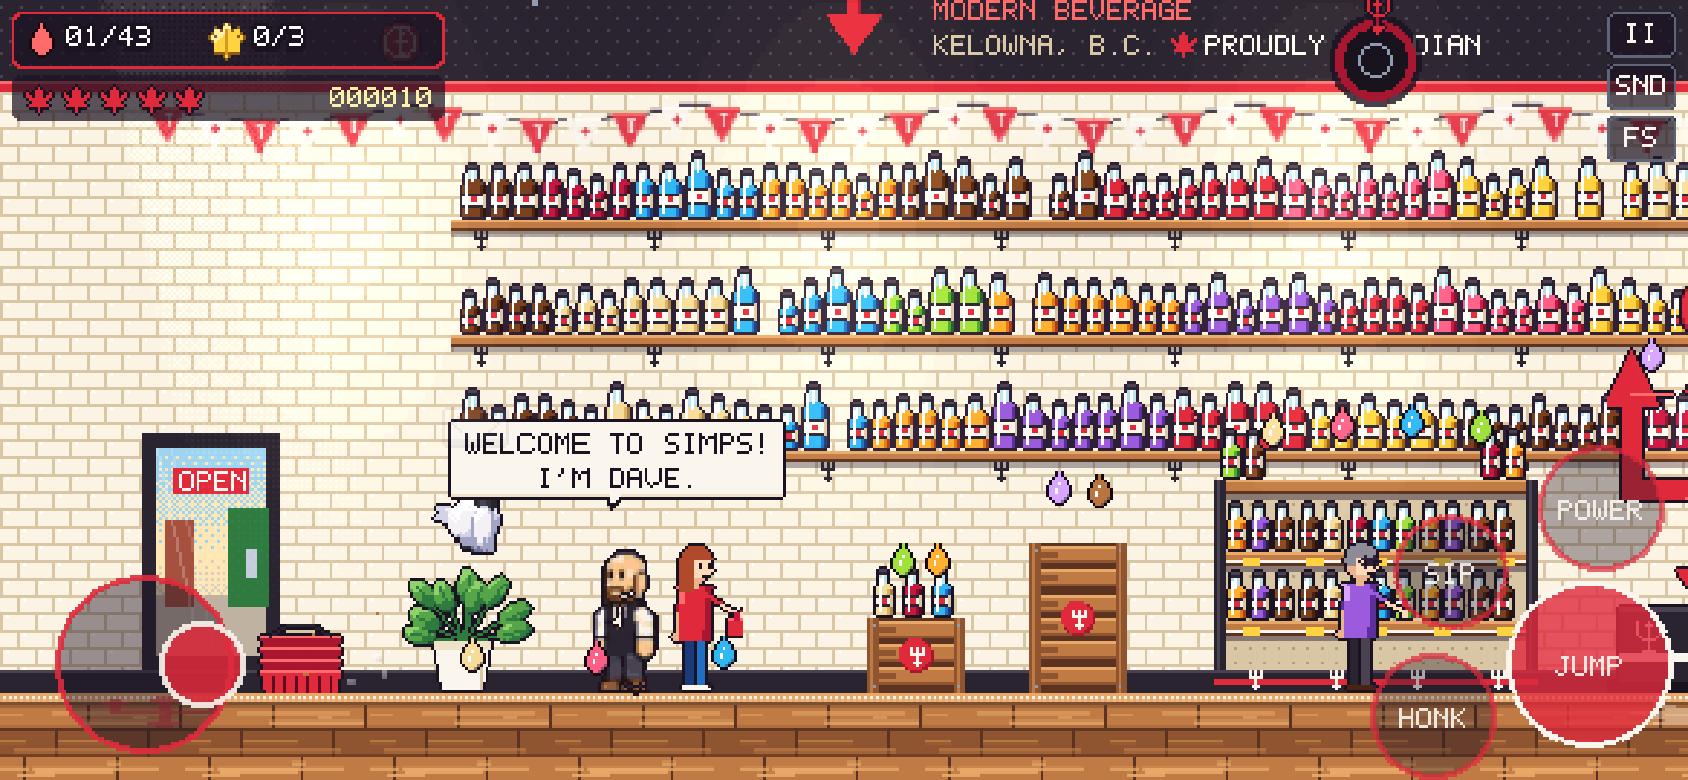 01/43
0/3
000010
MODERN BEVERAGE
KELOWNA, B.C. PROUDLY
DIAN
II
SND
FS
WELCOME TO SIMPS!
I'M DAVE.
OPEN
POWER
SIP
JUMP
HONK